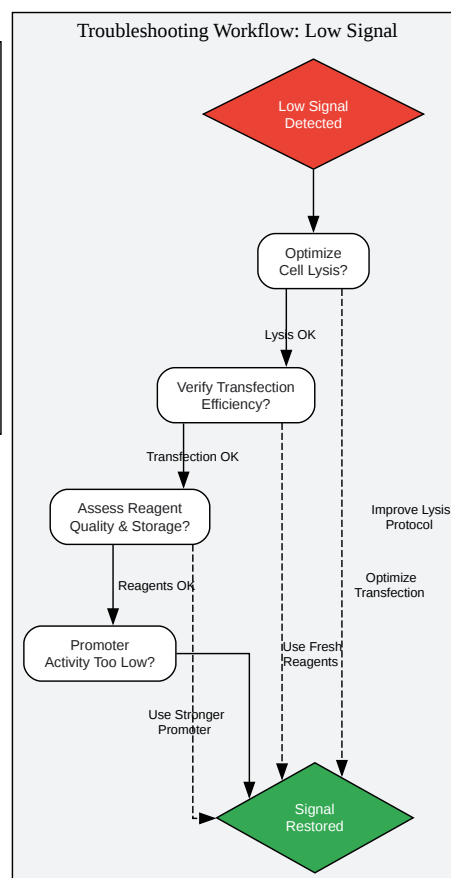 Troubleshooting Workflow: Low Signal
Low Signal
Detected
Optimize
Cell Lysis?
Lysis OK
Verify Transfection
Efficiency?
Transfection OK
Assess Reagent
Quality & Storage?
Improve Lysis
Protocol
Optimize
Transfection
Reagents OK
Promoter
Activity Too Low?
Use Fresh
Reagents
Use Stronger
Promoter
Signal
Restored